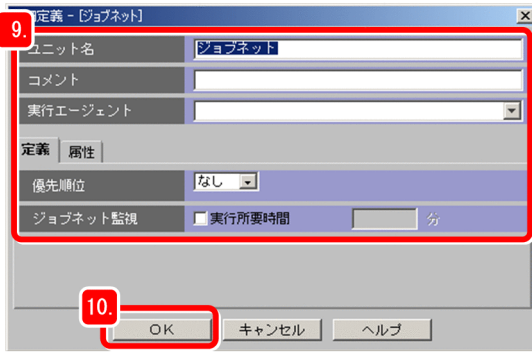 定義 - [ジョブネット]
9.
ユニット名
ジョブネット
コメント
実行エージェント
定義
属性
優先順位
なし
ジョブネット監視
実行所要時間
分
10.
OK
キャンセル
ヘルプ